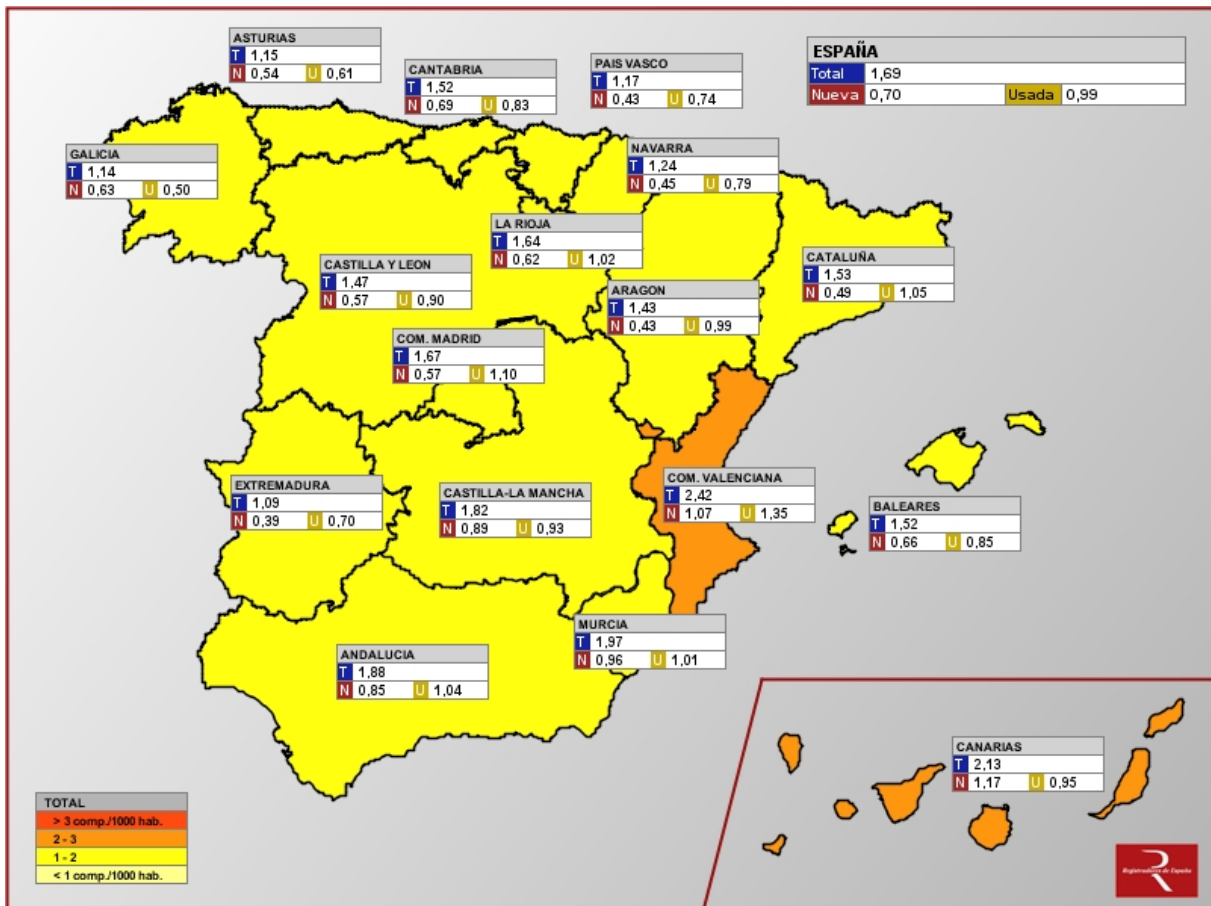 ASTURIAS
T 1,15
N 0,54 U 0,61
CANTABRIA
T 1,52
N 0,69 U 0,83
PAIS VASCO
T 1,17
N 0,43 U 0,74
ESPAÑA
Total 1,69
Nueva 0,70 Usada 0,99
GALICIA
T 1,14
N 0,63 U 0,50
NAVARRA
T 1,24
N 0,45 U 0,79
LA RIOJA
T 1,64
N 0,62 U 1,02
CASTILLA Y LEON
T 1,47
N 0,57 U 0,90
CATALUÑA
T 1,53
N 0,49 U 1,05
ARAGON
T 1,43
N 0,43 U 0,99
COM. MADRID
T 1,67
N 0,57 U 1,10
EXTREMADURA
T 1,09
N 0,39 U 0,70
CASTILLA-LA MANCHA
T 1,82
N 0,89 U 0,93
COM. VALENCIANA
T 2,42
N 1,07 U 1,35
BALEARES
T 1,52
N 0,66 U 0,85
ANDALUCIA
T 1,88
N 0,85 U 1,04
MURCIA
T 1,97
N 0,96 U 1,01
CANARIAS
T 2,13
N 1,17 U 0,95
TOTAL
> 3 comp./1000 hab.
2 - 3
1 - 2
< 1 comp./1000 hab.
R
Registradores de España